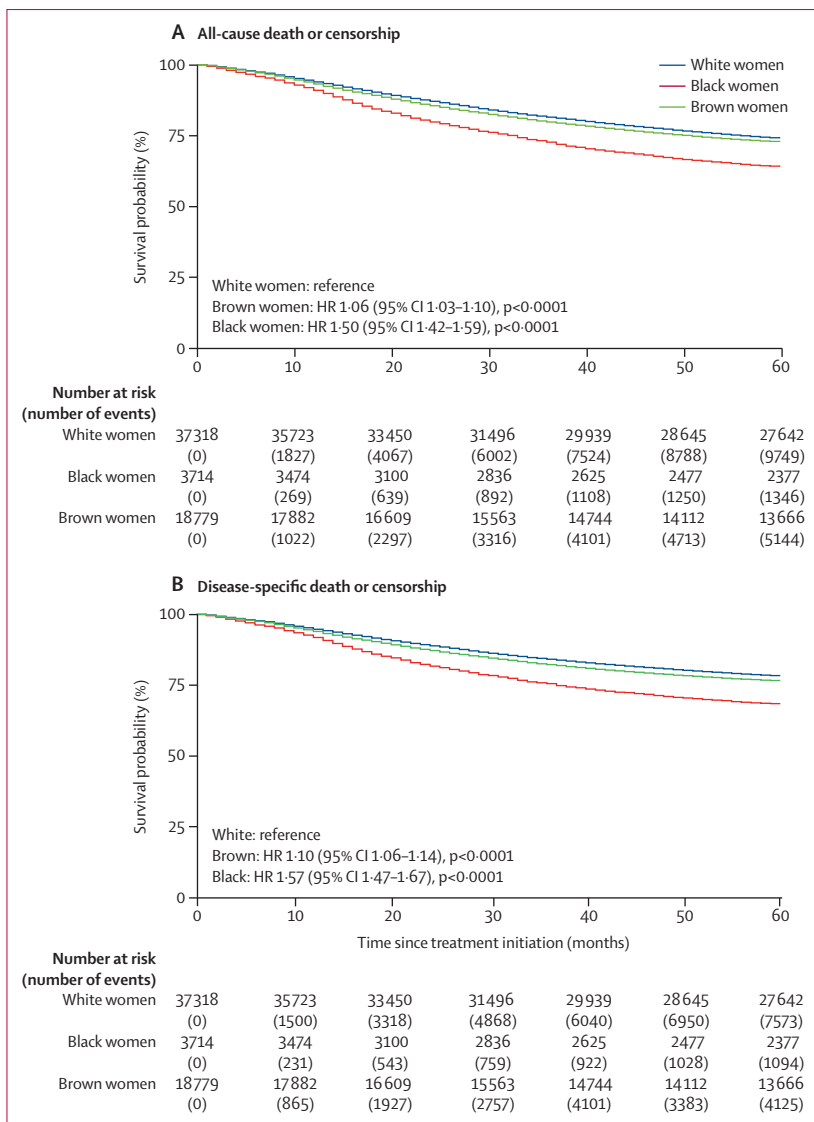 A All-cause death or censorship
100
75
50
25
0
Survival probability (%)
White women
Black women
Brown women
White women: reference
Brown women: HR 1·06 (95% CI 1·03–1·10), p<0·0001
Black women: HR 1·50 (95% CI 1·42–1·59), p<0·0001
0 10 20 30 40 50 60
Number at risk
(number of events)
White women 37318 35723 33450 31496 29939 28645 27642
(0) (1827) (4067) (6002) (7524) (8788) (9749)
Black women 3714 3474 3100 2836 2625 2477 2377
(0) (269) (639) (892) (1108) (1250) (1346)
Brown women 18779 17882 16609 15563 14744 14112 13666
(0) (1022) (2297) (3316) (4101) (4713) (5144)
B Disease-specific death or censorship
100
75
50
25
0
Survival probability (%)
White: reference
Brown: HR 1·10 (95% CI 1·06–1·14), p<0·0001
Black: HR 1·57 (95% CI 1·47–1·67), p<0·0001
0 10 20 30 40 50 60
Time since treatment initiation (months)
Number at risk
(number of events)
White women 37318 35723 33450 31496 29939 28645 27642
(0) (1500) (3318) (4868) (6040) (6950) (7573)
Black women 3714 3474 3100 2836 2625 2477 2377
(0) (231) (543) (759) (922) (1028) (1094)
Brown women 18779 17882 16609 15563 14744 14112 13666
(0) (865) (1927) (2757) (4101) (3383) (4125)